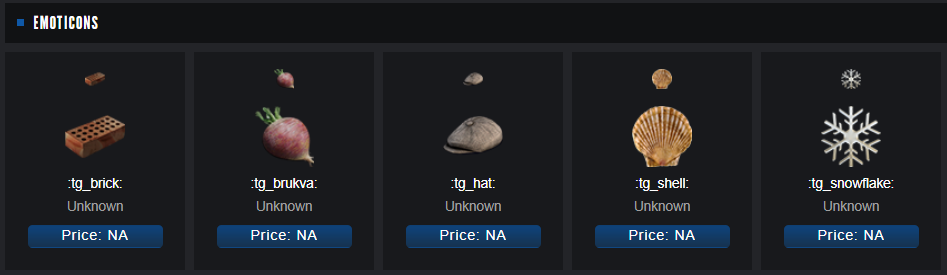 EMOTICONS
:tg_brick: :tg_brukva: :tg_hat: :tg_shell: :tg_snowflake:
Unknown Unknown Unknown Unknown Unknown
Price: NA Price: NA Price: NA Price: NA Price: NA